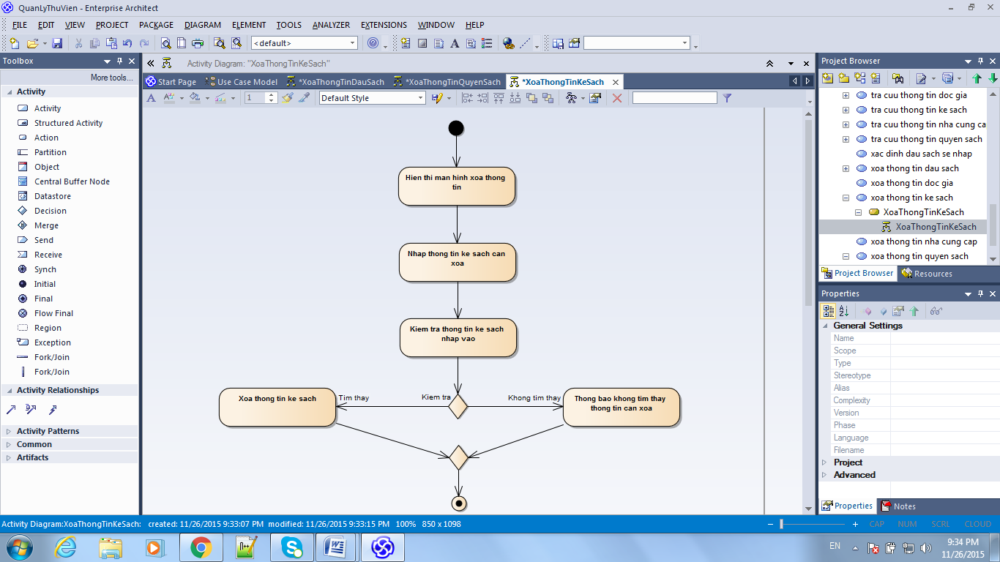 QuanLyThuVien - Enterprise Architect
FILE EDIT VIEW PROJECT PACKAGE DIAGRAM ELEMENT TOOLS ANALYZER EXTENSIONS WINDOW HELP
<default>
Toolbox
More tools...
Activity
Activity
Structured Activity
Action
Partition
Object
Central Buffer Node
Datastore
Decision
Merge
Send
Receive
Synch
Initial
Final
Flow Final
Region
Exception
Fork/Join
Fork/Join
Activity Relationships
Activity Patterns
Common
Artifacts
Activity Diagram: "XoaThongTinKeSach"
Start Page Use Case Model *XoaThongTinDauSach *XoaThongTinQuyenSach *XoaThongTinKeSach
1 Default Style
Hien thi man hinh xoa thong
tin
Nhap thong tin ke sach can
xoa
Kiem tra thong tin ke sach
nhap vao
Xoa thong tin ke sach
Tim thay
Kiem tra
Khong tim thay
Thong bao khong tim thay
thong tin can xoa
Project Browser
tra cuu thong tin doc gia
tra cuu thong tin ke sach
tra cuu thong tin nha cung ca
tra cuu thong tin quyen sach
xac dinh dau sach se nhap
xoa thong tin dau sach
xoa thong tin doc gia
xoa thong tin ke sach
XoaThongTinKeSach
XoaThongTinKeSach
xoa thong tin nha cung cap
xoa thong tin quyen sach
Project Browser Resources
Properties
General Settings
Name
Scope
Type
Stereotype
Alias
Complexity
Version
Phase
Language
Filename
Project
Advanced
Properties Notes
Activity Diagram:XoaThongTinKeSach: created: 11/26/2015 9:33:07 PM modified: 11/26/2015 9:33:15 PM 100% 850 x 1098
CAP NUM SCRL CLOUD
EN
9:34 PM
11/26/2015